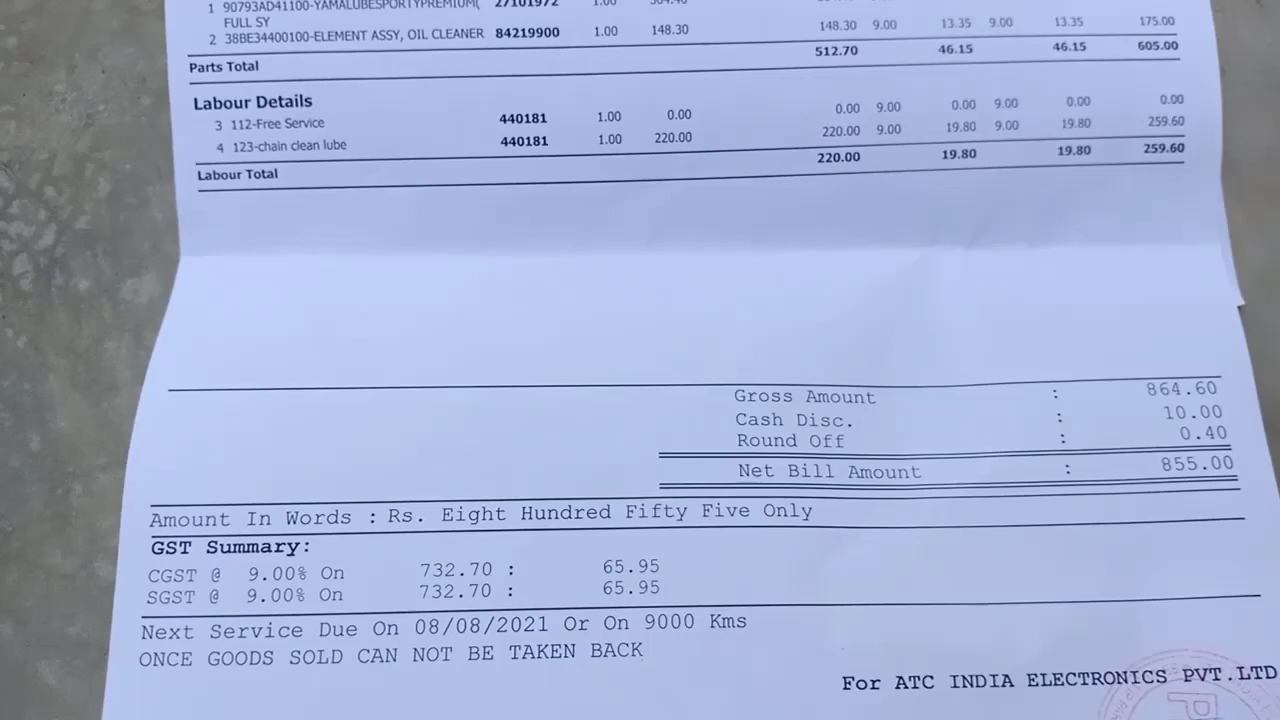 1 90793AD41100-YAMALUBESPORTYPREMIUM( 27101972 1.00
FULL SY
2 38BE34400100-ELEMENT ASSY, OIL CLEANER 84219900 1.00 148.30 148.30 9.00 13.35 9.00 13.35 175.00
Parts Total 512.70 46.15 46.15 605.00
Labour Details
3 112-Free Service 440181 1.00 0.00 0.00 9.00 0.00 9.00 0.00 0.00
4 123-chain clean lube 440181 1.00 220.00 220.00 9.00 19.80 9.00 19.80 259.60
Labour Total 220.00 19.80 19.80 259.60
Gross Amount : 864.60
Cash Disc. : 10.00
Round Off : 0.40
Net Bill Amount : 855.00
Amount In Words : Rs. Eight Hundred Fifty Five Only
GST Summary:
CGST @ 9.00% On 732.70 : 65.95
SGST @ 9.00% On 732.70 : 65.95
Next Service Due On 08/08/2021 Or On 9000 Kms
ONCE GOODS SOLD CAN NOT BE TAKEN BACK
For ATC INDIA ELECTRONICS PVT.LTD